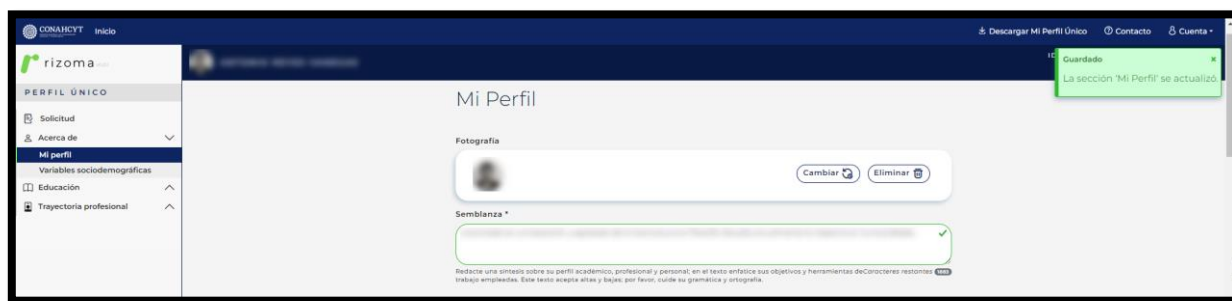 CONAHCYT Inicio Descargar Mi Perfil Único Contacto Cuenta
rizoma
Guardado x
La sección 'Mi Perfil' se actualizó.
PERFIL ÚNICO
Mi Perfil
Solicitud
Acerca de
Mi perfil
Variables sociodemográficas
Educación
Trayectoria profesional
Fotografía
Cambiar Eliminar
Semblanza *
Redacte una síntesis sobre su perfil académico, profesional y personal; en el texto enfatice sus objetivos y herramientas deCaracteres restantes
trabajo empleadas. Este texto acepta altas y bajas; por favor, cuide su gramática y ortografía.